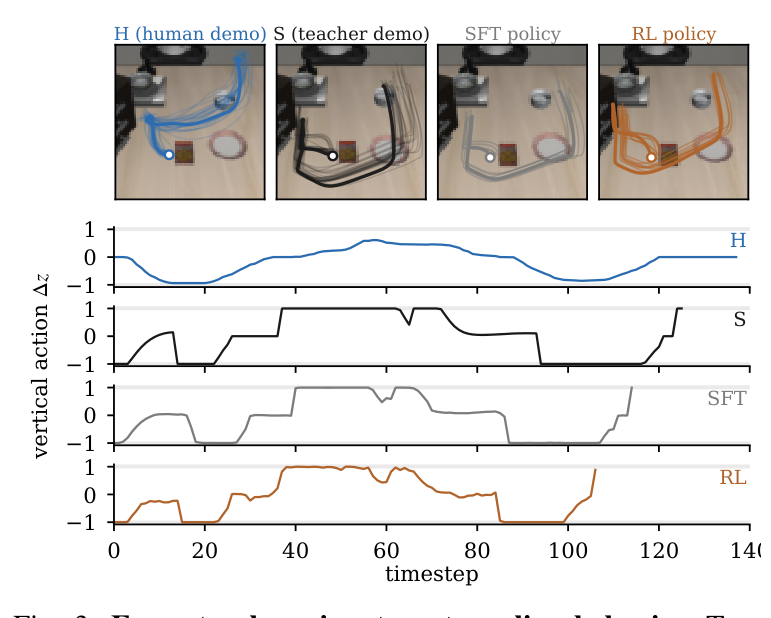 H (human demo) S (teacher demo) SFT policy RL policy
vertical action Δz
1
0
−1
H
1
0
−1
S
1
0
−1
SFT
1
0
−1
RL
0 20 40 60 80 100 120 140
timestep